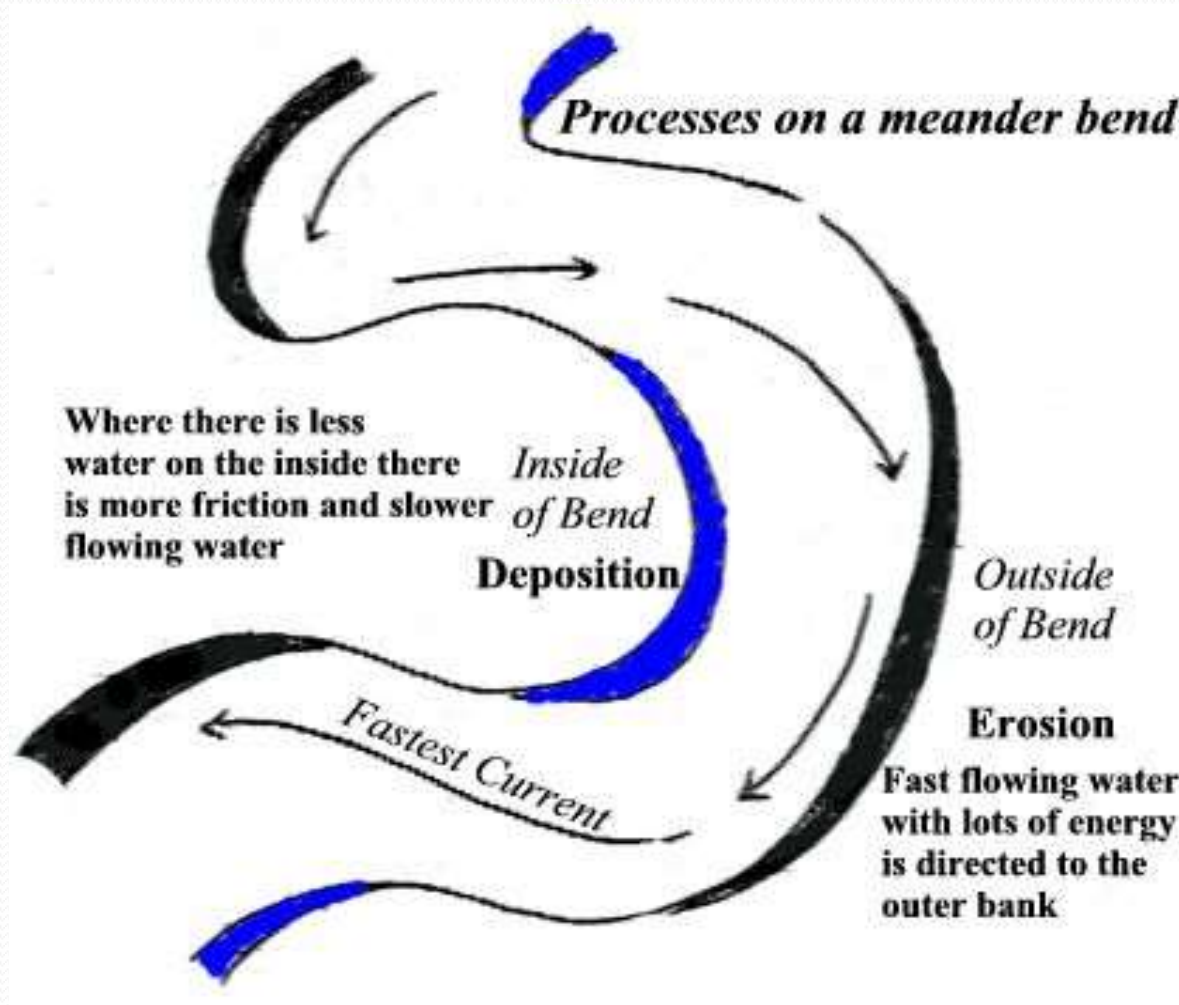 Processes on a meander bend
Where there is less
water on the inside there
is more friction and slower
flowing water
Inside
of Bend
Deposition
Outside
of Bend
Erosion
Fast flowing water
with lots of energy
is directed to the
outer bank
Fastest Current